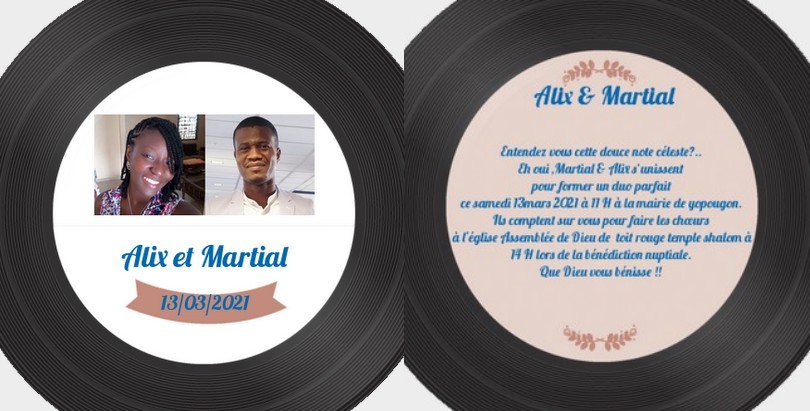 Alix et Martial
13/03/2021
Alix & Martial
Entendez vous cette douce note céleste?..
Eh oui ,Martial & Alix s'unissent
pour former un duo parfait
ce samedi 13mars 2021 à 11 H à la mairie de yopougon.
Ils comptent sur vous pour faire les chœurs
à l'église Assemblée de Dieu de toit rouge temple shalom à
14 H lors de la bénédiction nuptiale.
Que Dieu vous bénisse !!